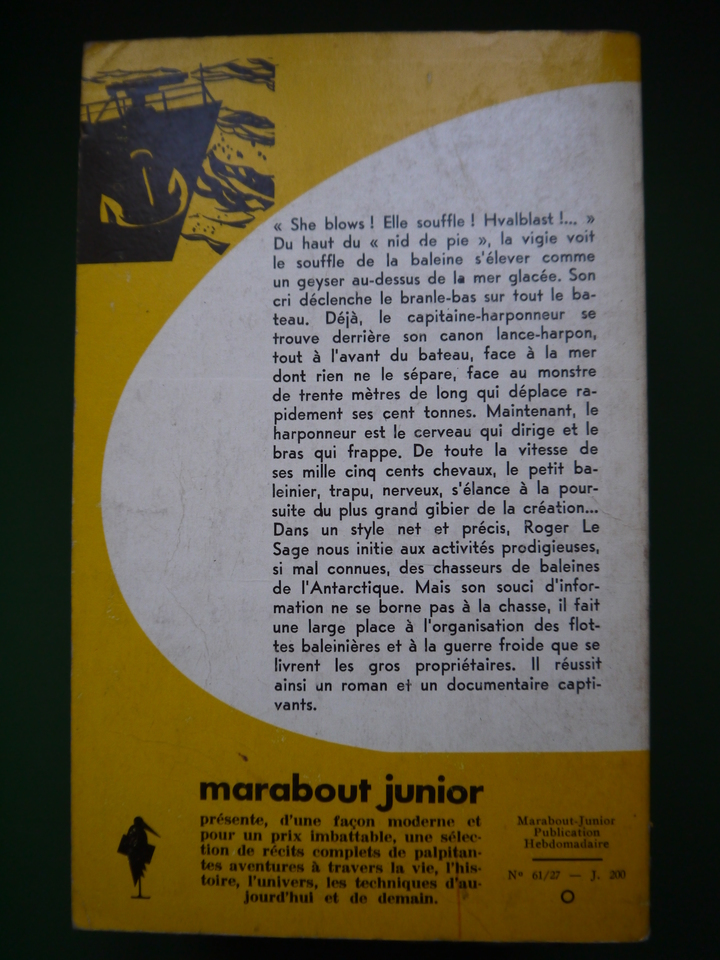 « She blows ! Elle souffle ! Hvalblast !... »
Du haut du « nid de pie », la vigie voit
le souffle de la baleine s'élever comme
un geyser au-dessus de la mer glacée. Son
cri déclenche le branle-bas sur tout le ba-
teau. Déjà, le capitaine-harponneur se
trouve derrière son canon lance-harpon,
tout à l'avant du bateau, face à la mer
dont rien ne le sépare, face au monstre
de trente mètres de long qui déplace ra-
pidement ses cent tonnes. Maintenant, le
harponneur est le cerveau qui dirige et le
bras qui frappe. De toute la vitesse de
ses mille cinq cents chevaux, le petit ba-
leinier, trapu, nerveux, s'élance à la pour-
suite du plus grand gibier de la création...
Dans un style net et précis, Roger Le
Sage nous initie aux activités prodigieuses,
si mal connues, des chasseurs de baleines
de l'Antarctique. Mais son souci d'infor-
mation ne se borne pas à la chasse, il fait
une large place à l'organisation des flot-
tes baleinières et à la guerre froide que se
livrent les gros propriétaires. Il réussit
ainsi un roman et un documentaire capti-
vants.
marabout junior
présente, d'une façon moderne et
pour un prix imbattable, une sélec-
tion de récits complets de palpitan-
tes aventures à travers la vie, l'his-
toire, l'univers, les techniques d'au-
jourd'hui et de demain.
Marabout-Junior
Publication
Hebdomadaire
N° 61/27 — J. 200